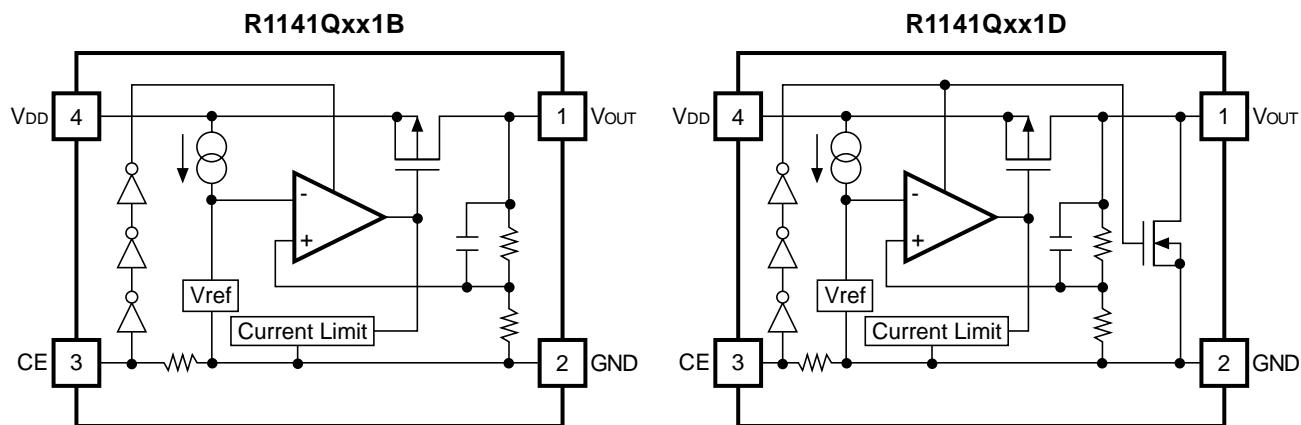 R1141Qxx1B
VDD 4
1 VOUT
-
+
Vref
Current Limit
CE 3
2 GND
R1141Qxx1D
VDD 4
1 VOUT
-
+
Vref
Current Limit
CE 3
2 GND